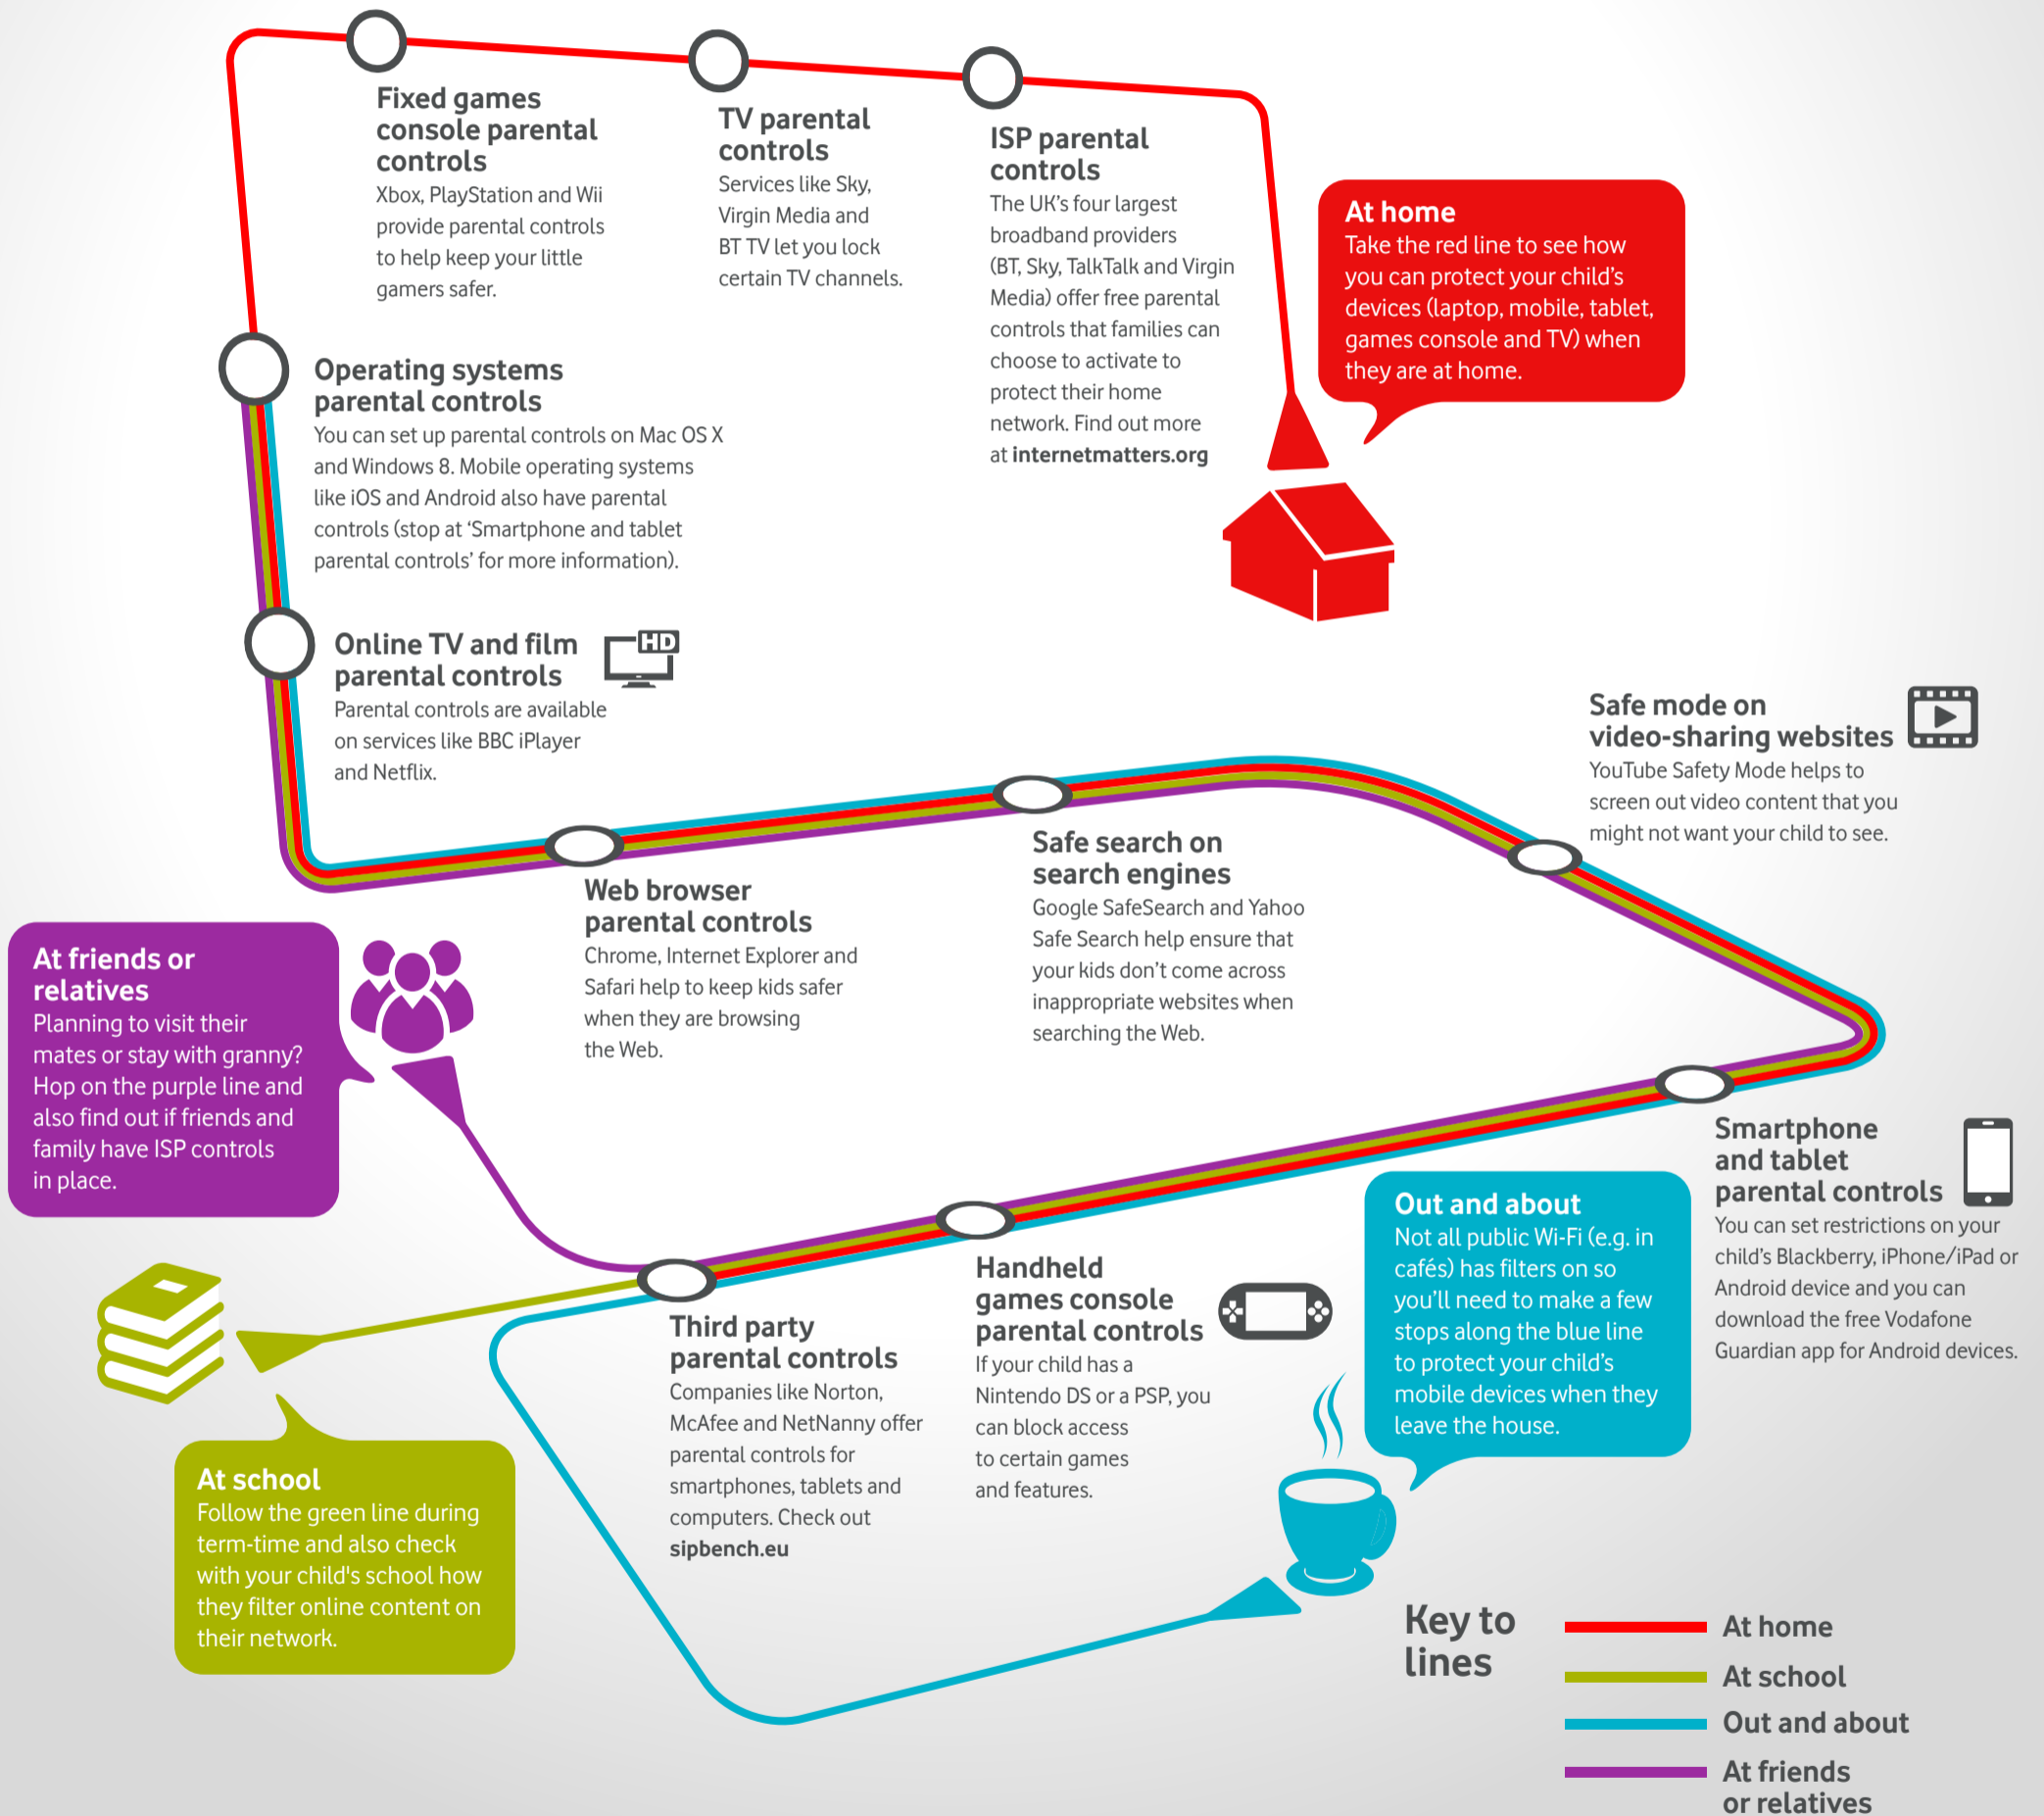 Fixed games
console parental
controls
Xbox, PlayStation and Wii
provide parental controls
to help keep your little
gamers safer.
TV parental
controls
Services like Sky,
Virgin Media and
BT TV let you lock
certain TV channels.
ISP parental
controls
The UK's four largest
broadband providers
(BT, Sky, TalkTalk and Virgin
Media) offer free parental
controls that families can
choose to activate to
protect their home
network. Find out more
at internetmatters.org
At home
Take the red line to see how
you can protect your child's
devices (laptop, mobile, tablet,
games console and TV) when
they are at home.
Operating systems
parental controls
You can set up parental controls on Mac OS X
and Windows 8. Mobile operating systems
like iOS and Android also have parental
controls (stop at ‘Smartphone and tablet
parental controls’ for more information).
Online TV and film
parental controls
HD
Parental controls are available
on services like BBC iPlayer
and Netflix.
Safe mode on
video-sharing websites
YouTube Safety Mode helps to
screen out video content that you
might not want your child to see.
Web browser
parental controls
Chrome, Internet Explorer and
Safari help to keep kids safer
when they are browsing
the Web.
Safe search on
search engines
Google SafeSearch and Yahoo
Safe Search help ensure that
your kids don't come across
inappropriate websites when
searching the Web.
At friends or
relatives
Planning to visit their
mates or stay with granny?
Hop on the purple line and
also find out if friends and
family have ISP controls
in place.
Smartphone
and tablet
parental controls
You can set restrictions on your
child's Blackberry, iPhone/iPad or
Android device and you can
download the free Vodafone
Guardian app for Android devices.
Out and about
Not all public Wi-Fi (e.g. in
cafés) has filters on so
you'll need to make a few
stops along the blue line
to protect your child's
mobile devices when they
leave the house.
Handheld
games console
parental controls
If your child has a
Nintendo DS or a PSP, you
can block access
to certain games
and features.
Third party
parental controls
Companies like Norton,
McAfee and NetNanny offer
parental controls for
smartphones, tablets and
computers. Check out
sipbench.eu
At school
Follow the green line during
term-time and also check
with your child's school how
they filter online content on
their network.
Key to
lines
At home
At school
Out and about
At friends
or relatives